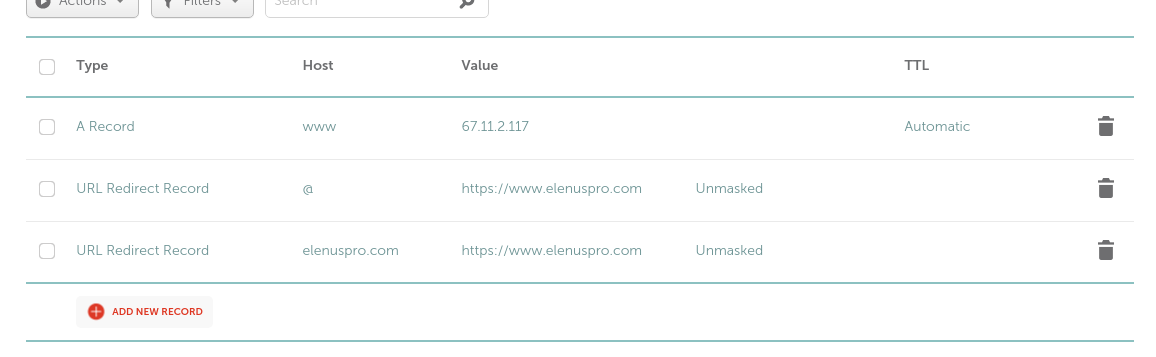 Actions Filters Search
Type Host Value TTL
A Record www 67.11.2.117 Automatic
URL Redirect Record @ https://www.elenuspro.com Unmasked
URL Redirect Record elenuspro.com https://www.elenuspro.com Unmasked
ADD NEW RECORD